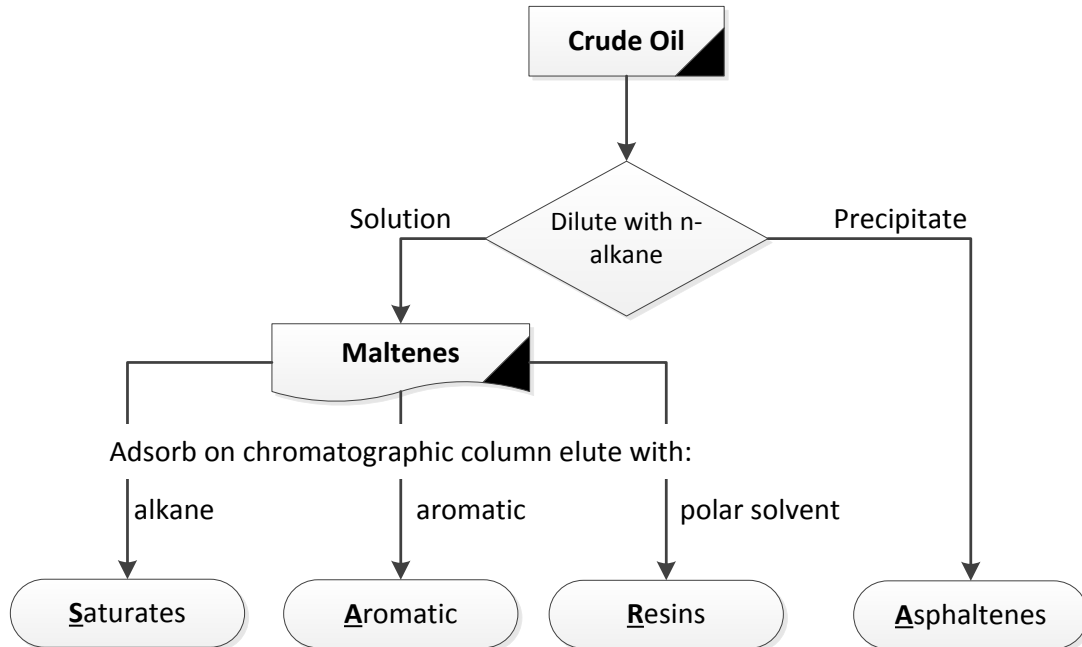 Crude Oil
Solution
Dilute with n-
alkane
Precipitate
Maltenes
Adsorb on chromatographic column elute with:
alkane
aromatic
polar solvent
Saturates
Aromatic
Resins
Asphaltenes